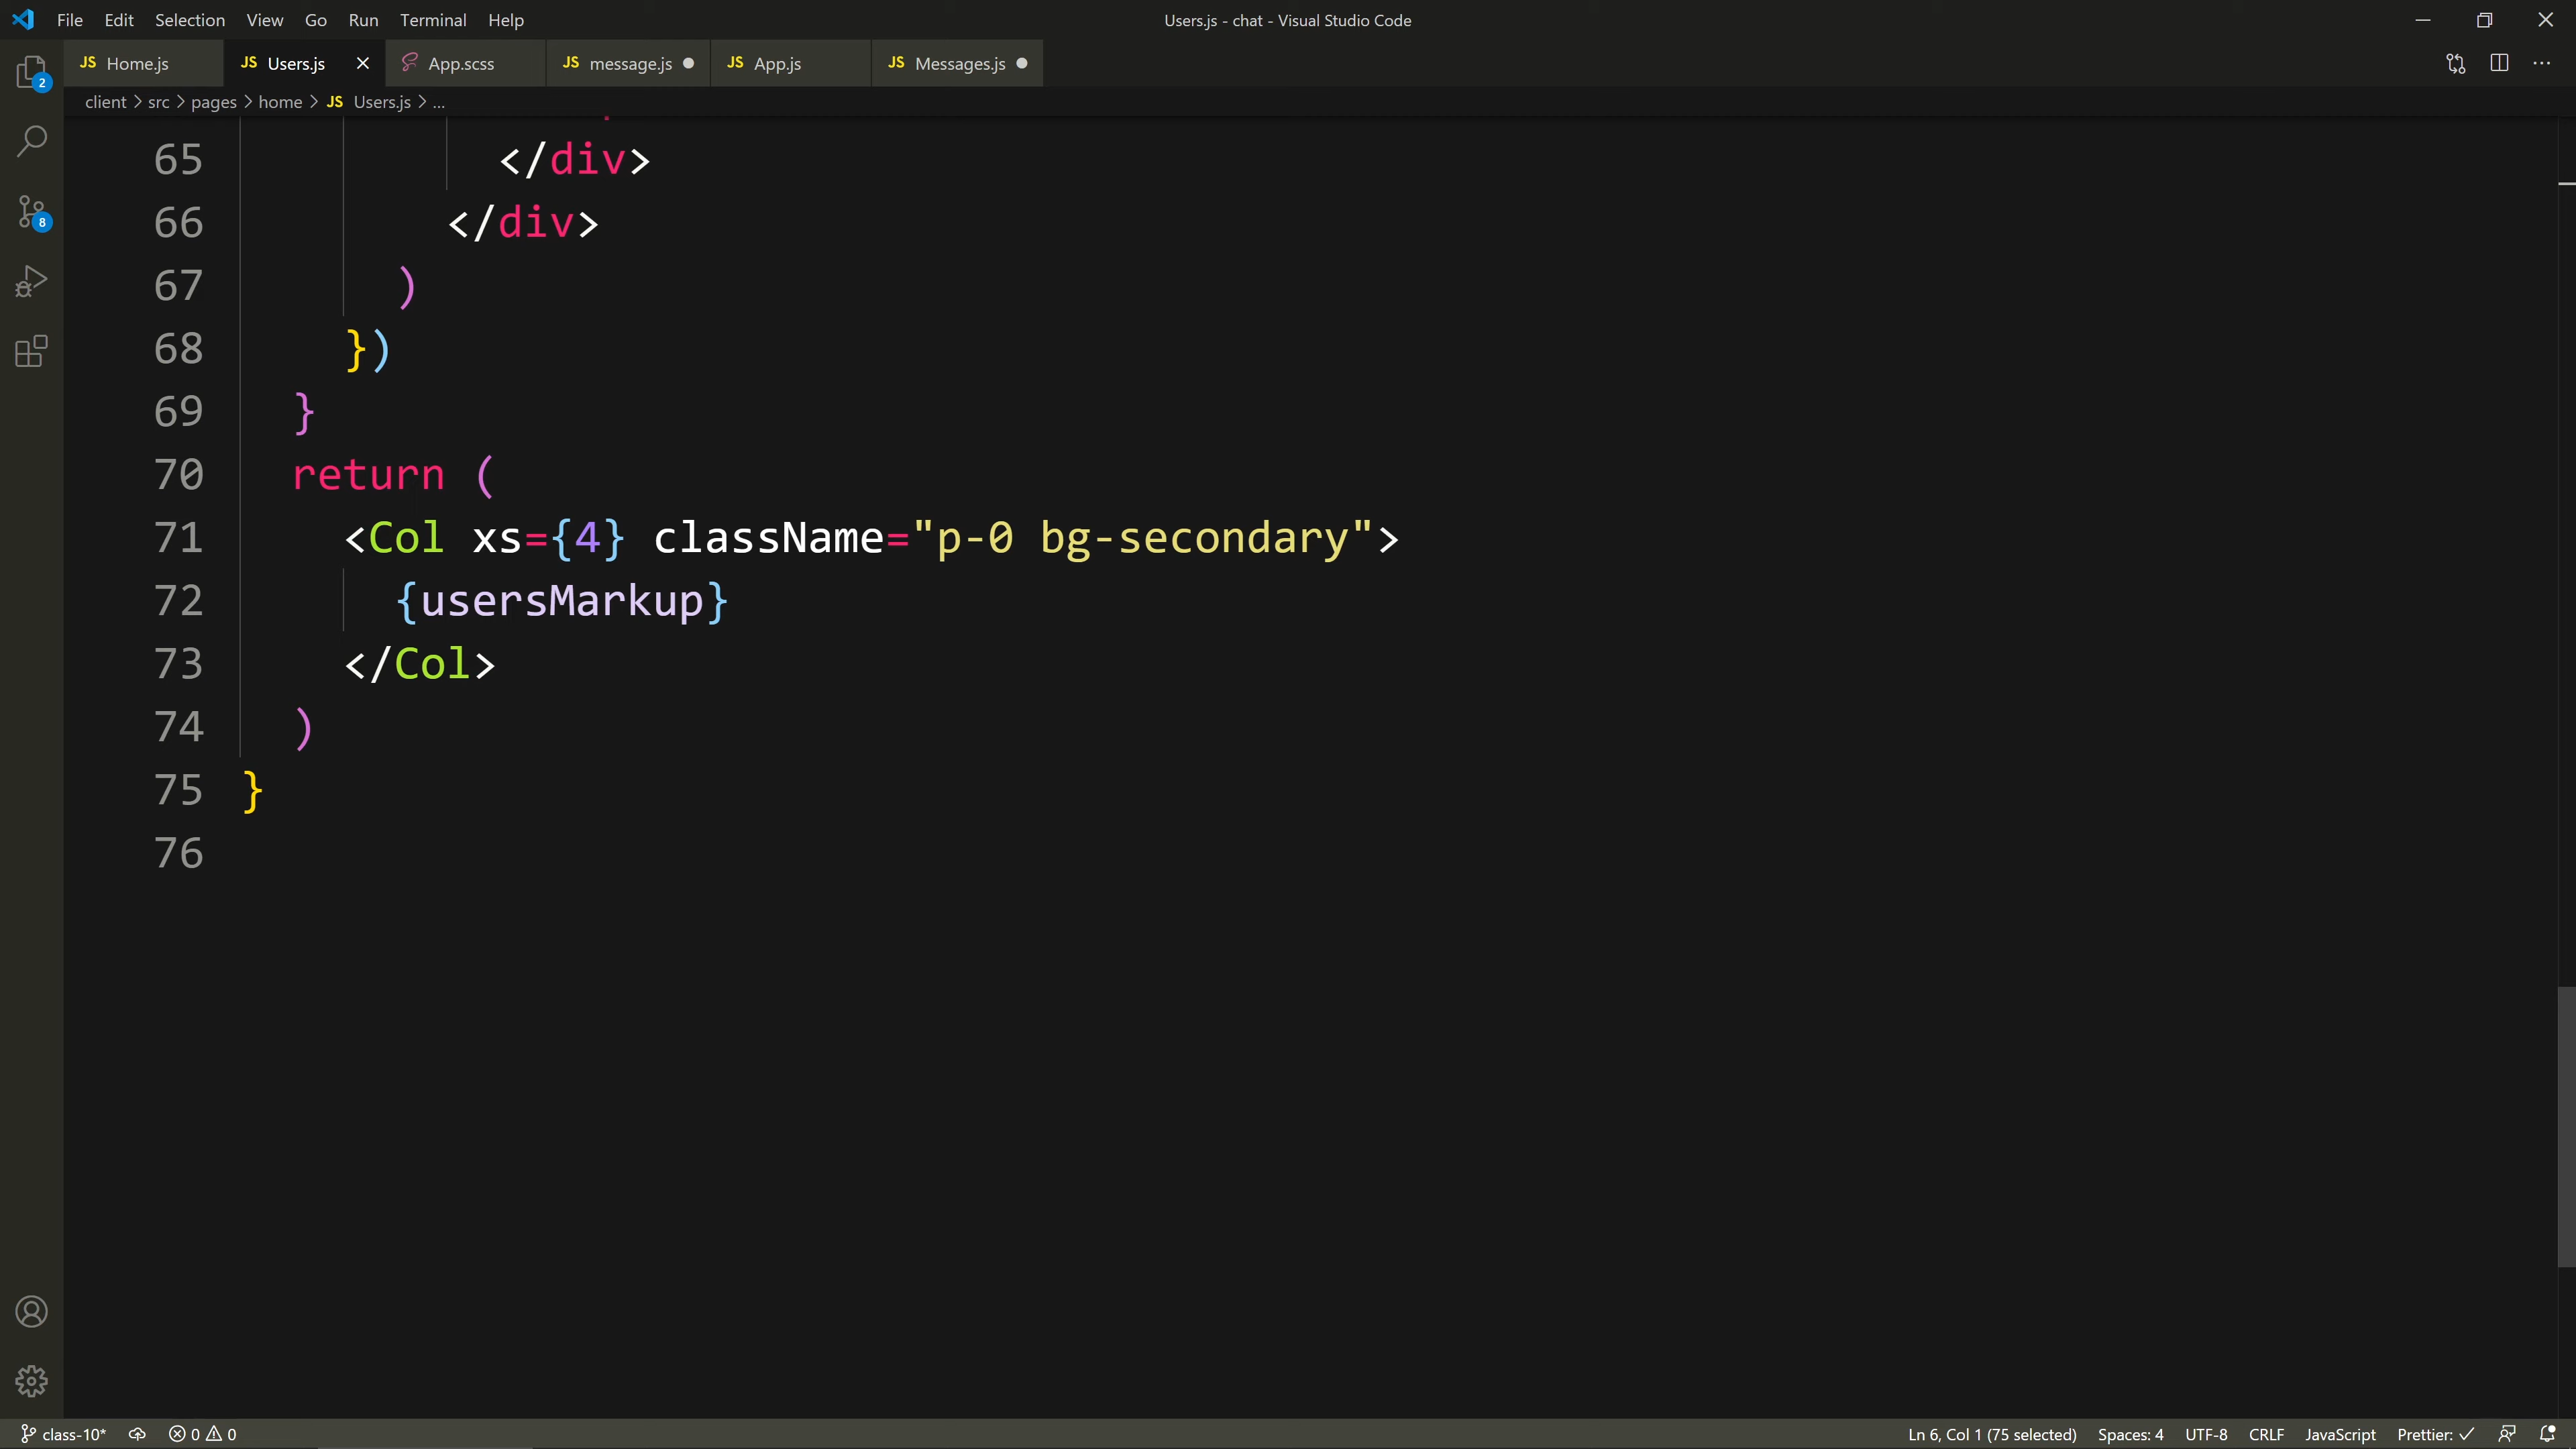 File Edit Selection View Go Run Terminal Help
Users.js - chat - Visual Studio Code
JS Home.js
JS Users.js
App.scss
JS message.js
JS App.js
JS Messages.js
client > src > pages > home > JS Users.js > ...
2
8
65 </div>
66 </div>
67 )
68 })
69 }
70 return (
71 <Col xs={4} className="p-0 bg-secondary">
72 {usersMarkup}
73 </Col>
74 )
75 }
76
class-10* 0 0
Ln 6, Col 1 (75 selected) Spaces: 4 UTF-8 CRLF JavaScript Prettier: ✓